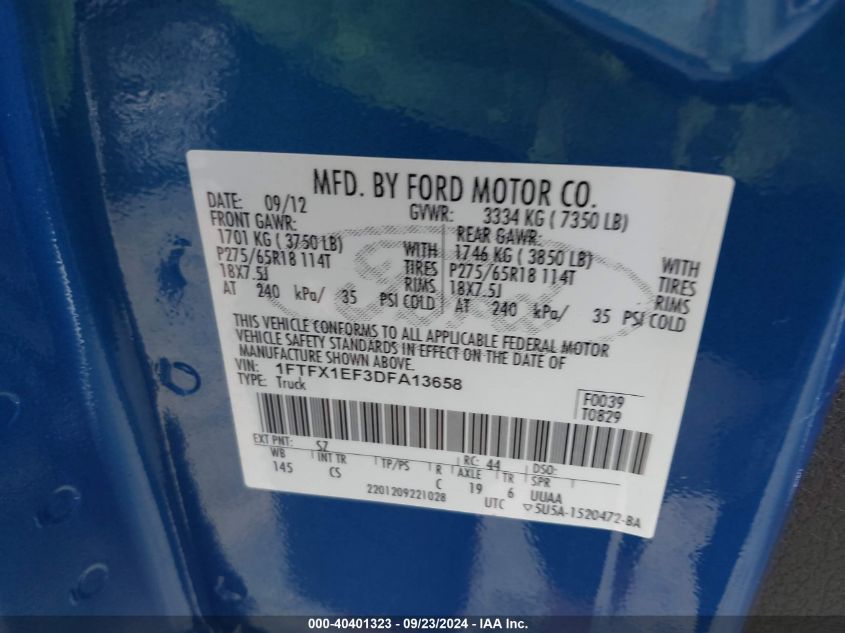 MFD. BY FORD MOTOR CO.
DATE: 09/12 GVWR: 3334 KG ( 7350 LB)
FRONT GAWR: REAR GAWR:
1701 KG ( 3750 LB) WITH 1746 KG ( 3850 LB) WITH
P275/65R18 114T TIRES P275/65R18 114T TIRES
18X7.5J RIMS 18X7.5J RIMS
AT 240 kPa/ 35 PSI COLD AT 240 kPa/ 35 PSI COLD
Ford
THIS VEHICLE CONFORMS TO ALL APPLICABLE FEDERAL MOTOR
VEHICLE SAFETY STANDARDS IN EFFECT ON THE DATE OF
MANUFACTURE SHOWN ABOVE.
VIN: 1FTFX1EF3DFA13658
TYPE: Truck
F0039
T0829
EXT PNT: SZ RC: 44 DSO:
WB INT TR TP/PS R AXLE TR SPR
145 CS C 19 6 UUAA
2201209221028 UTC ▽5U5A-1520472-BA
000-40401323 - 09/23/2024 - IAA Inc.